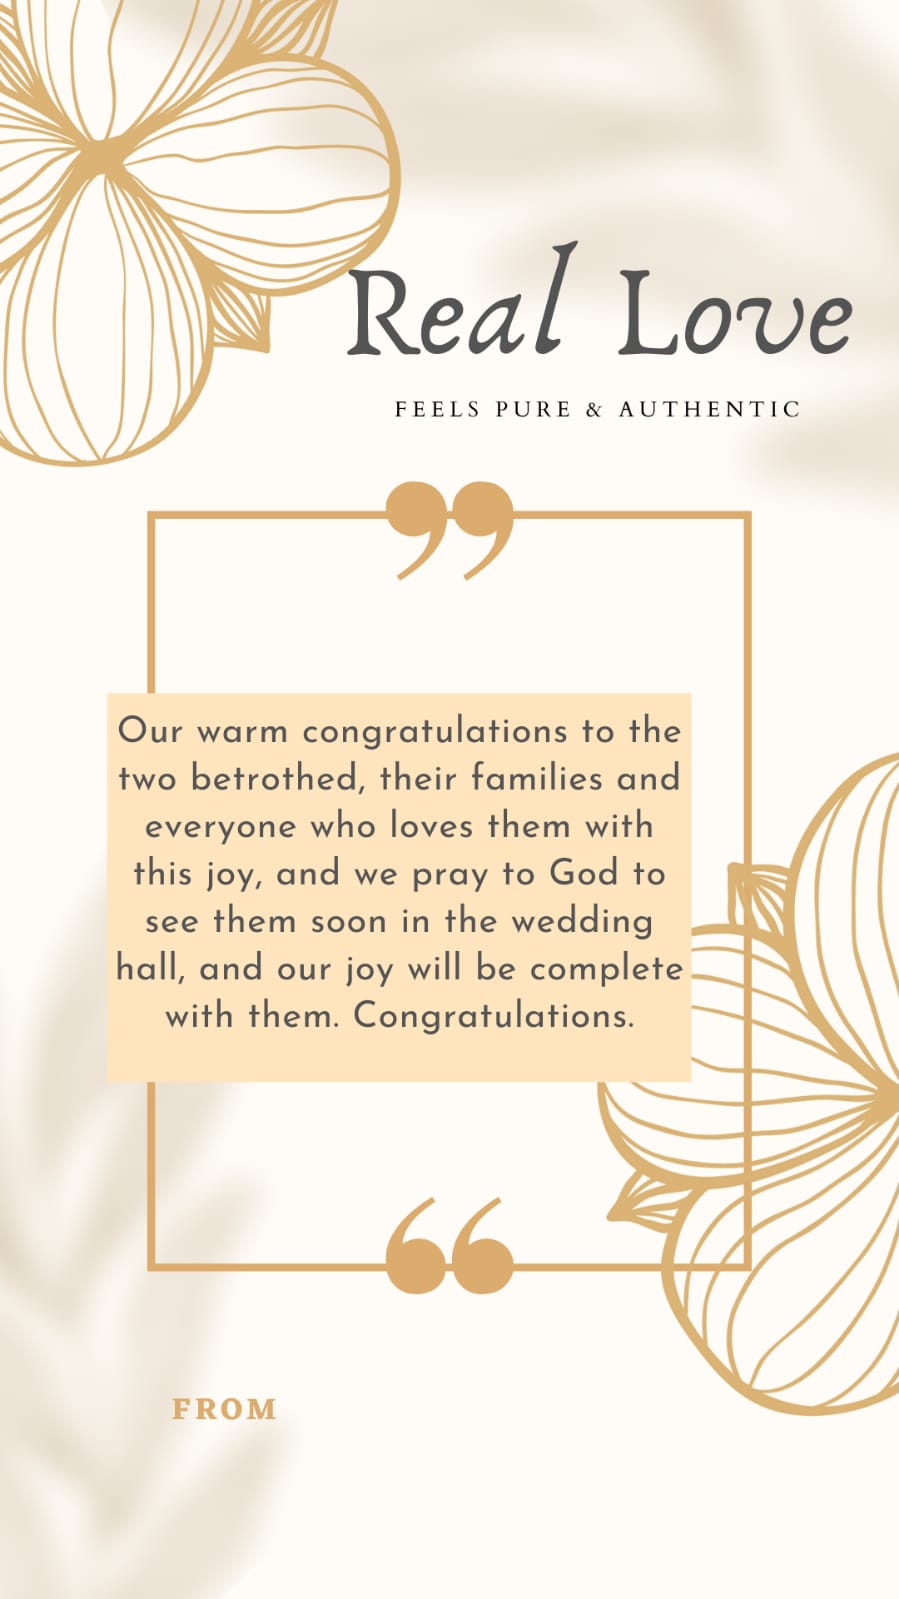 Real Love
FEELS PURE & AUTHENTIC
Our warm congratulations to the
two betrothed, their families and
everyone who loves them with
this joy, and we pray to God to
see them soon in the wedding
hall, and our joy will be complete
with them. Congratulations.
FROM